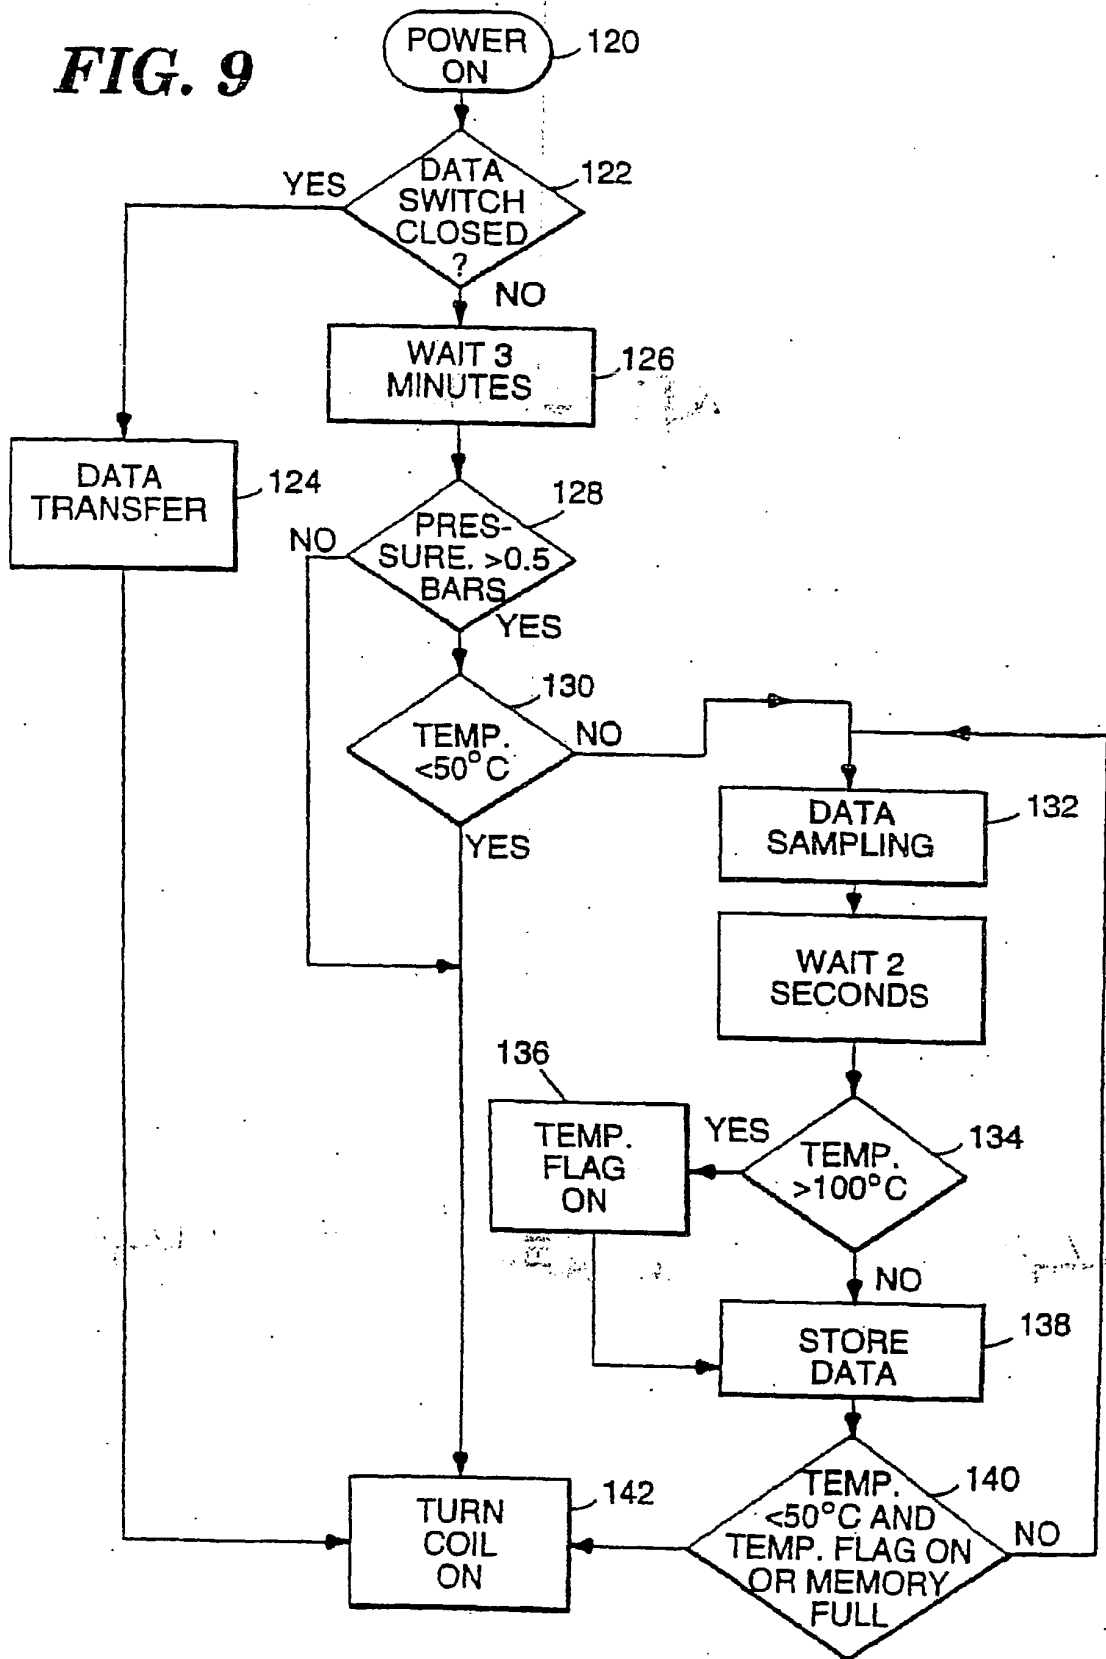 FIG. 9
POWER
ON
120
DATA
SWITCH
CLOSED
?
122
YES
NO
WAIT 3
MINUTES
126
DATA
TRANSFER
124
PRES-
SURE. >0.5
BARS
128
NO
YES
TEMP.
<50°C
130
NO
YES
DATA
SAMPLING
132
WAIT 2
SECONDS
136
TEMP.
FLAG
ON
YES
TEMP.
>100°C
134
NO
STORE
DATA
138
TURN
COIL
ON
142
TEMP.
<50°C AND
TEMP. FLAG ON
OR MEMORY
FULL
140
NO